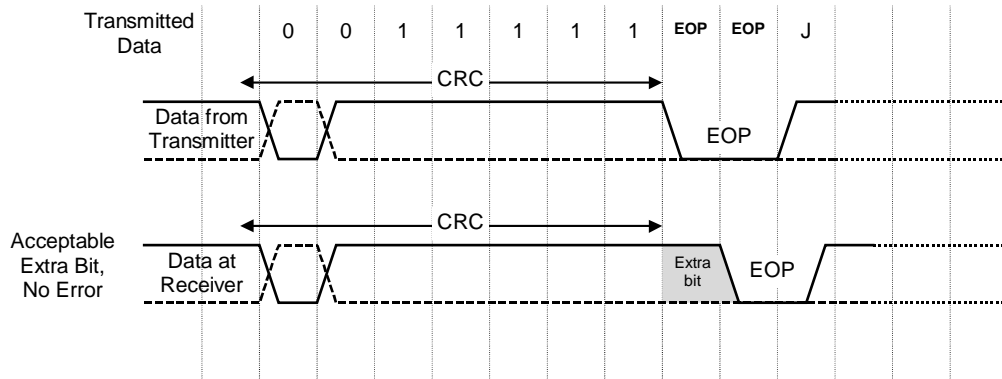 Transmitted
Data
0 0 1 1 1 1 1 EOP EOP J
CRC
Data from
Transmitter
EOP
CRC
Acceptable
Extra Bit,
No Error
Data at
Receiver
Extra
bit
EOP